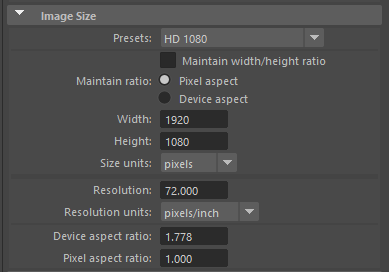 Image Size
Presets: HD 1080
Maintain width/height ratio
Maintain ratio: Pixel aspect
Device aspect
Width: 1920
Height: 1080
Size units: pixels
Resolution: 72.000
Resolution units: pixels/inch
Device aspect ratio: 1.778
Pixel aspect ratio: 1.000